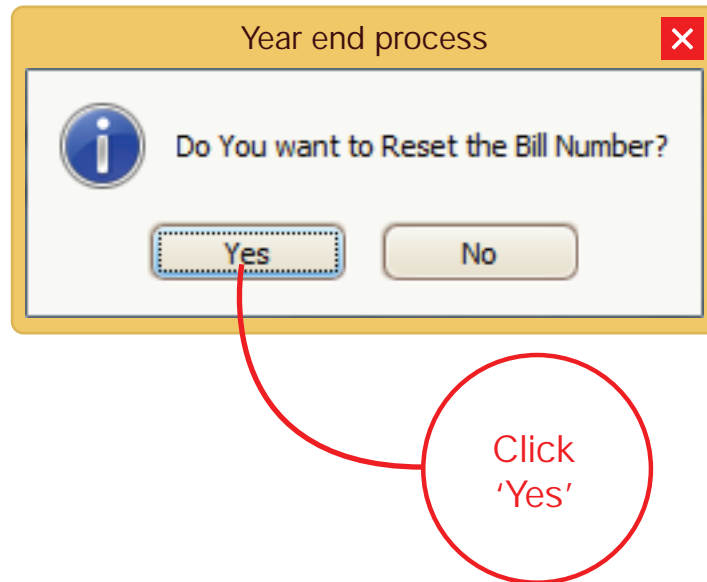 Year end process
Do You want to Reset the Bill Number?
Yes
No
Click
‘Yes’